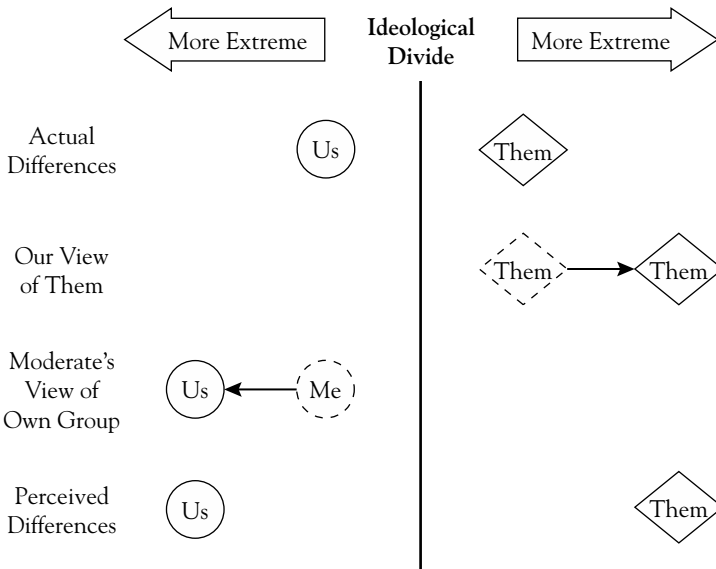 More Extreme
Ideological
Divide
More Extreme
Actual
Differences
Us
Them
Our View
of Them
Them
Them
Moderate's
View of
Own Group
Us
Me
Perceived
Differences
Us
Them